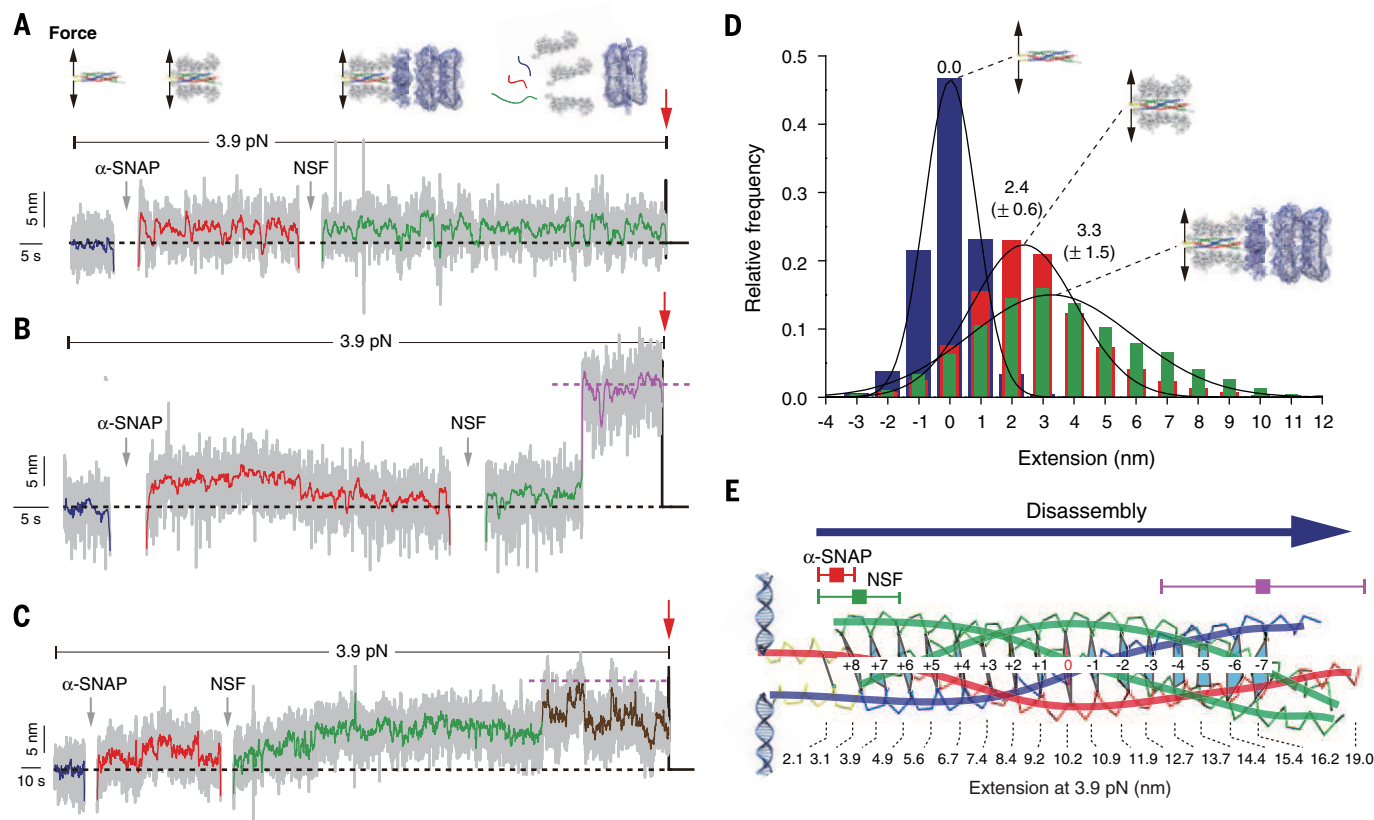 A
Force
3.9 pN
α-SNAP
NSF
5 nm
5 s
B
3.9 pN
α-SNAP
NSF
5 nm
5 s
C
3.9 pN
α-SNAP
NSF
5 nm
10 s
D
0.5
0.4
0.3
0.2
0.1
0.0
Relative frequency
0.0
2.4
(± 0.6)
3.3
(± 1.5)
-4 -3 -2 -1 0 1 2 3 4 5 6 7 8 9 10 11 12
Extension (nm)
E
Disassembly
α-SNAP
NSF
+8 +7 +6 +5 +4 +3 +2 +1 0 -1 -2 -3 -4 -5 -6 -7
2.1 3.1 3.9 4.9 5.6 6.7 7.4 8.4 9.2 10.2 10.9 11.9 12.7 13.7 14.4 15.4 16.2 19.0
Extension at 3.9 pN (nm)